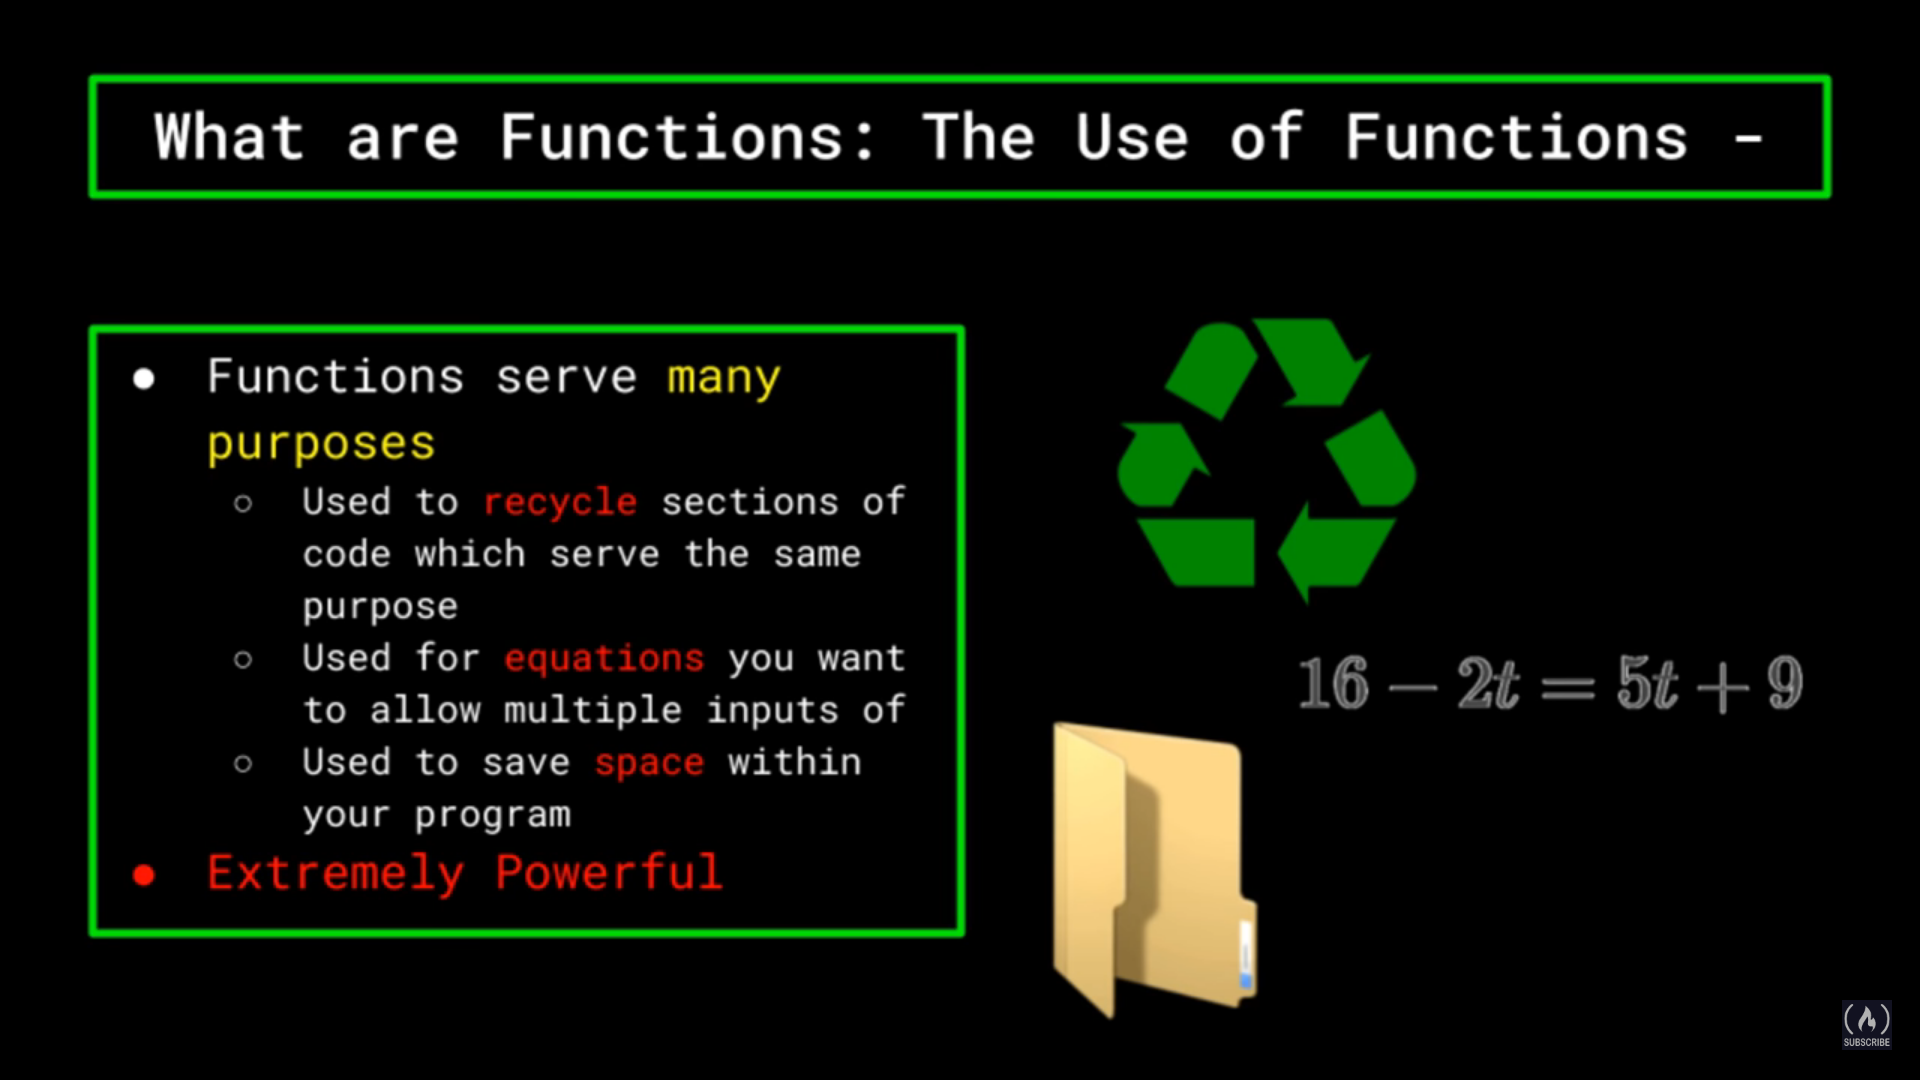 What are Functions: The Use of Functions -
● Functions serve many
purposes
○ Used to recycle sections of
code which serve the same
purpose
○ Used for equations you want
to allow multiple inputs of
○ Used to save space within
your program
● Extremely Powerful
16 − 2t = 5t + 9
SUBSCRIBE